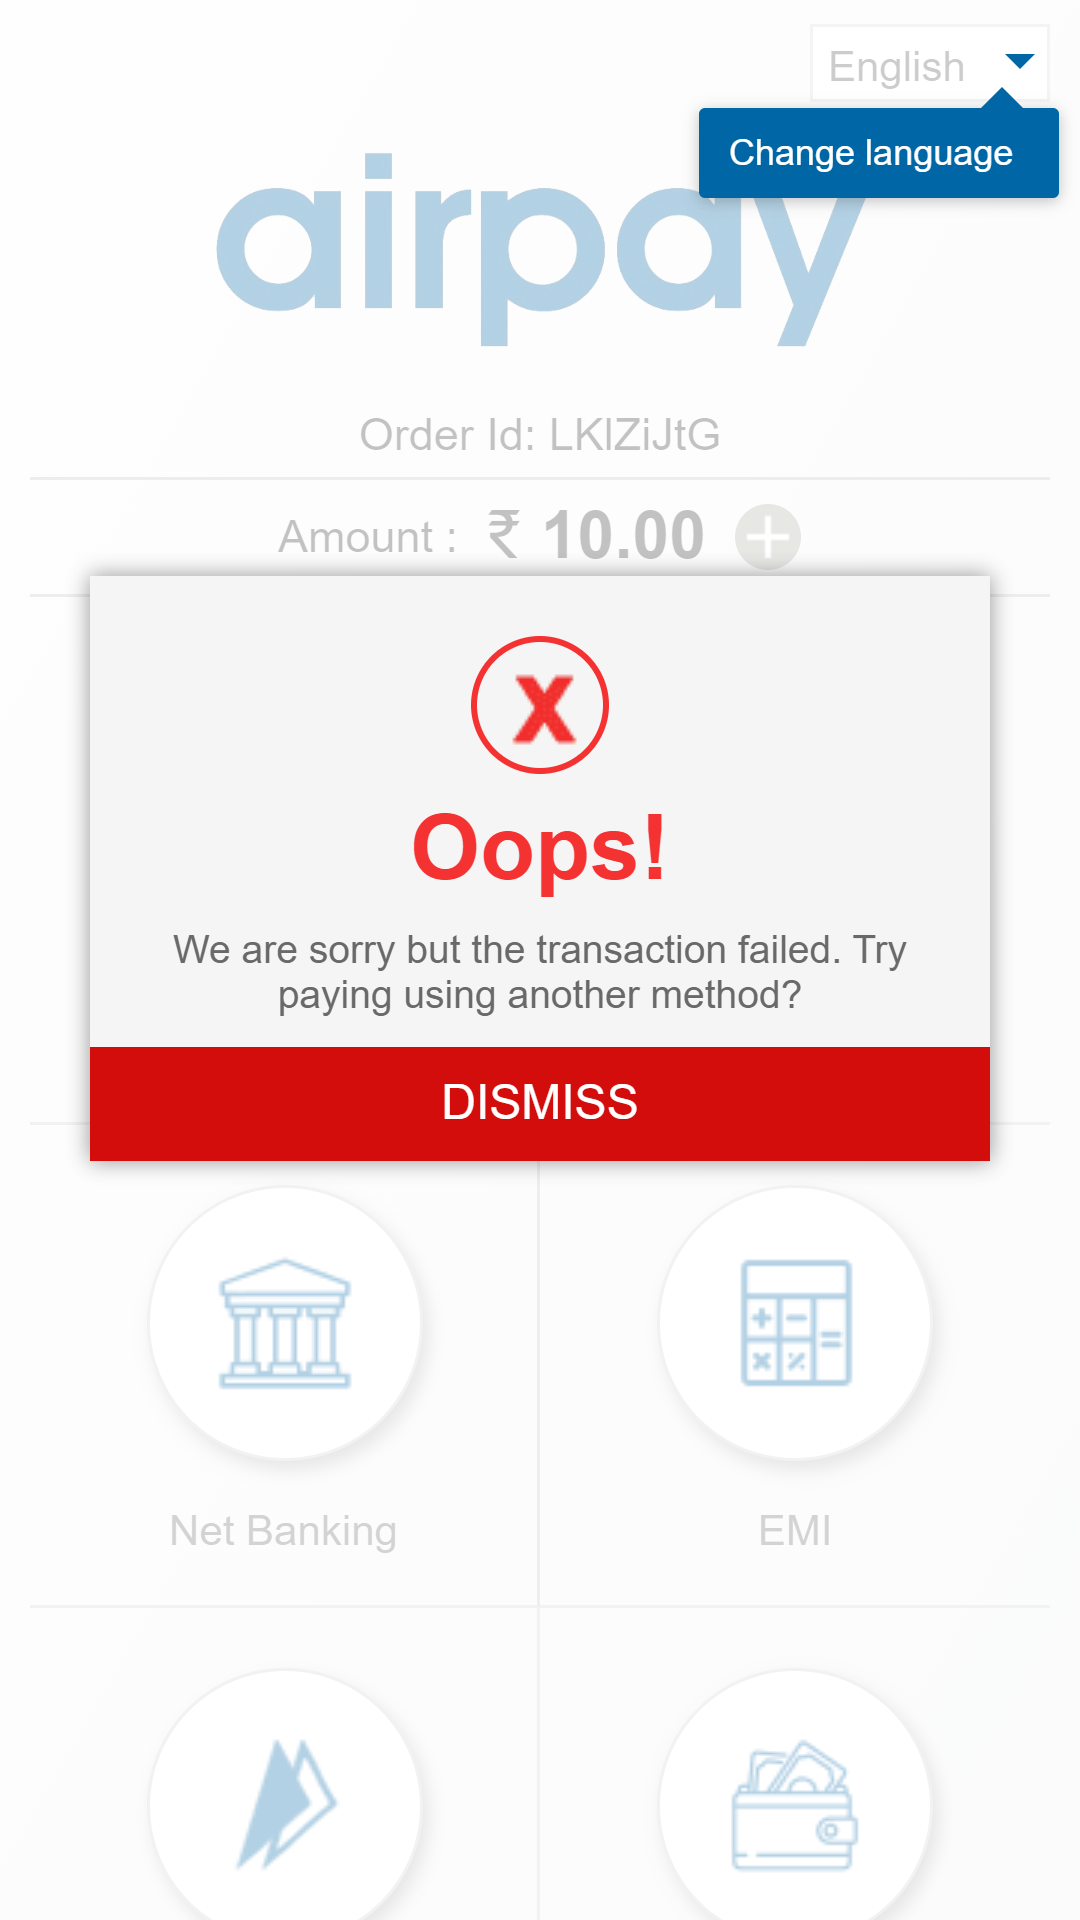 English
Change language
airpay
Order Id: LKlZiJtG
Amount : ₹ 10.00
X
Oops!
We are sorry but the transaction failed. Try
paying using another method?
DISMISS
Net Banking
EMI